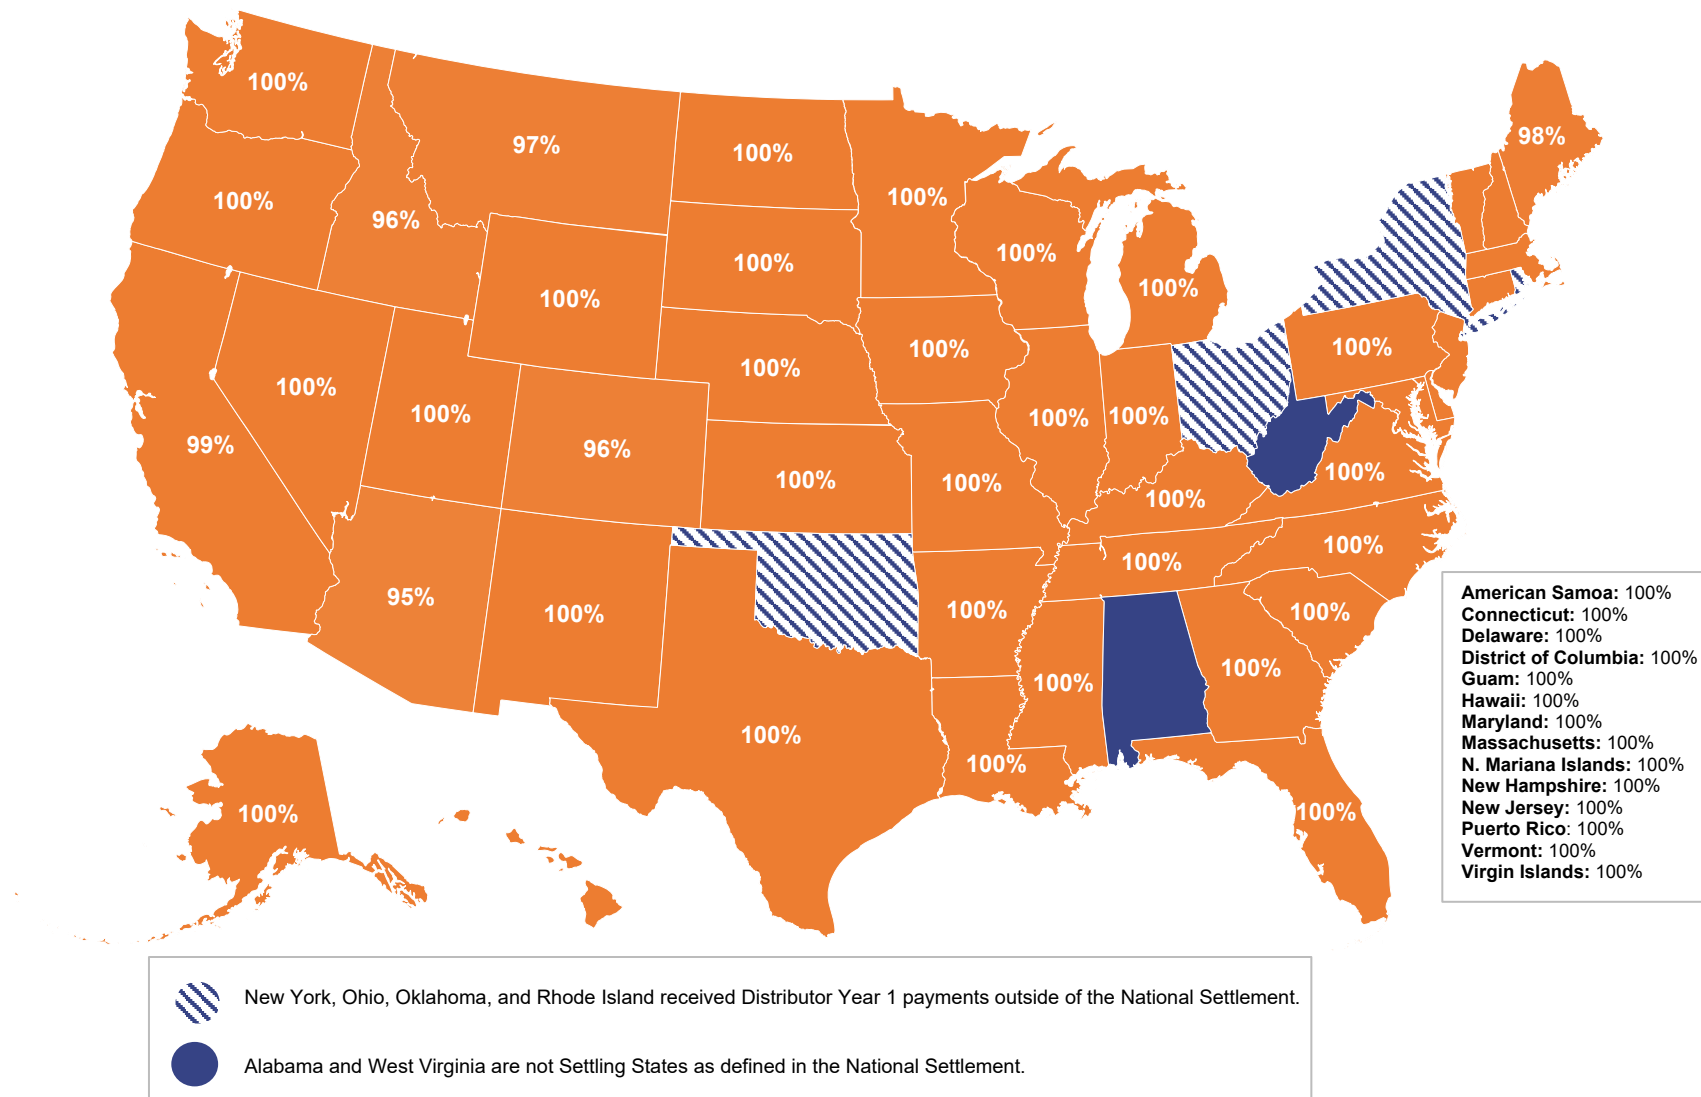 100%
97%
98%
100%
100%
100%
100%
96%
100%
100%
100%
100%
100%
100%
100%
100%
100%
100%
100%
100%
100%
99%
96%
100%
100%
100%
100%
100%
100%
95%
100%
100%
100%
100%
100%
100%
100%
100%
100%
100%
American Samoa: 100%
Connecticut: 100%
Delaware: 100%
District of Columbia: 100%
Guam: 100%
Hawaii: 100%
Maryland: 100%
Massachusetts: 100%
N. Mariana Islands: 100%
New Hampshire: 100%
New Jersey: 100%
Puerto Rico: 100%
Vermont: 100%
Virgin Islands: 100%
New York, Ohio, Oklahoma, and Rhode Island received Distributor Year 1 payments outside of the National Settlement.
Alabama and West Virginia are not Settling States as defined in the National Settlement.